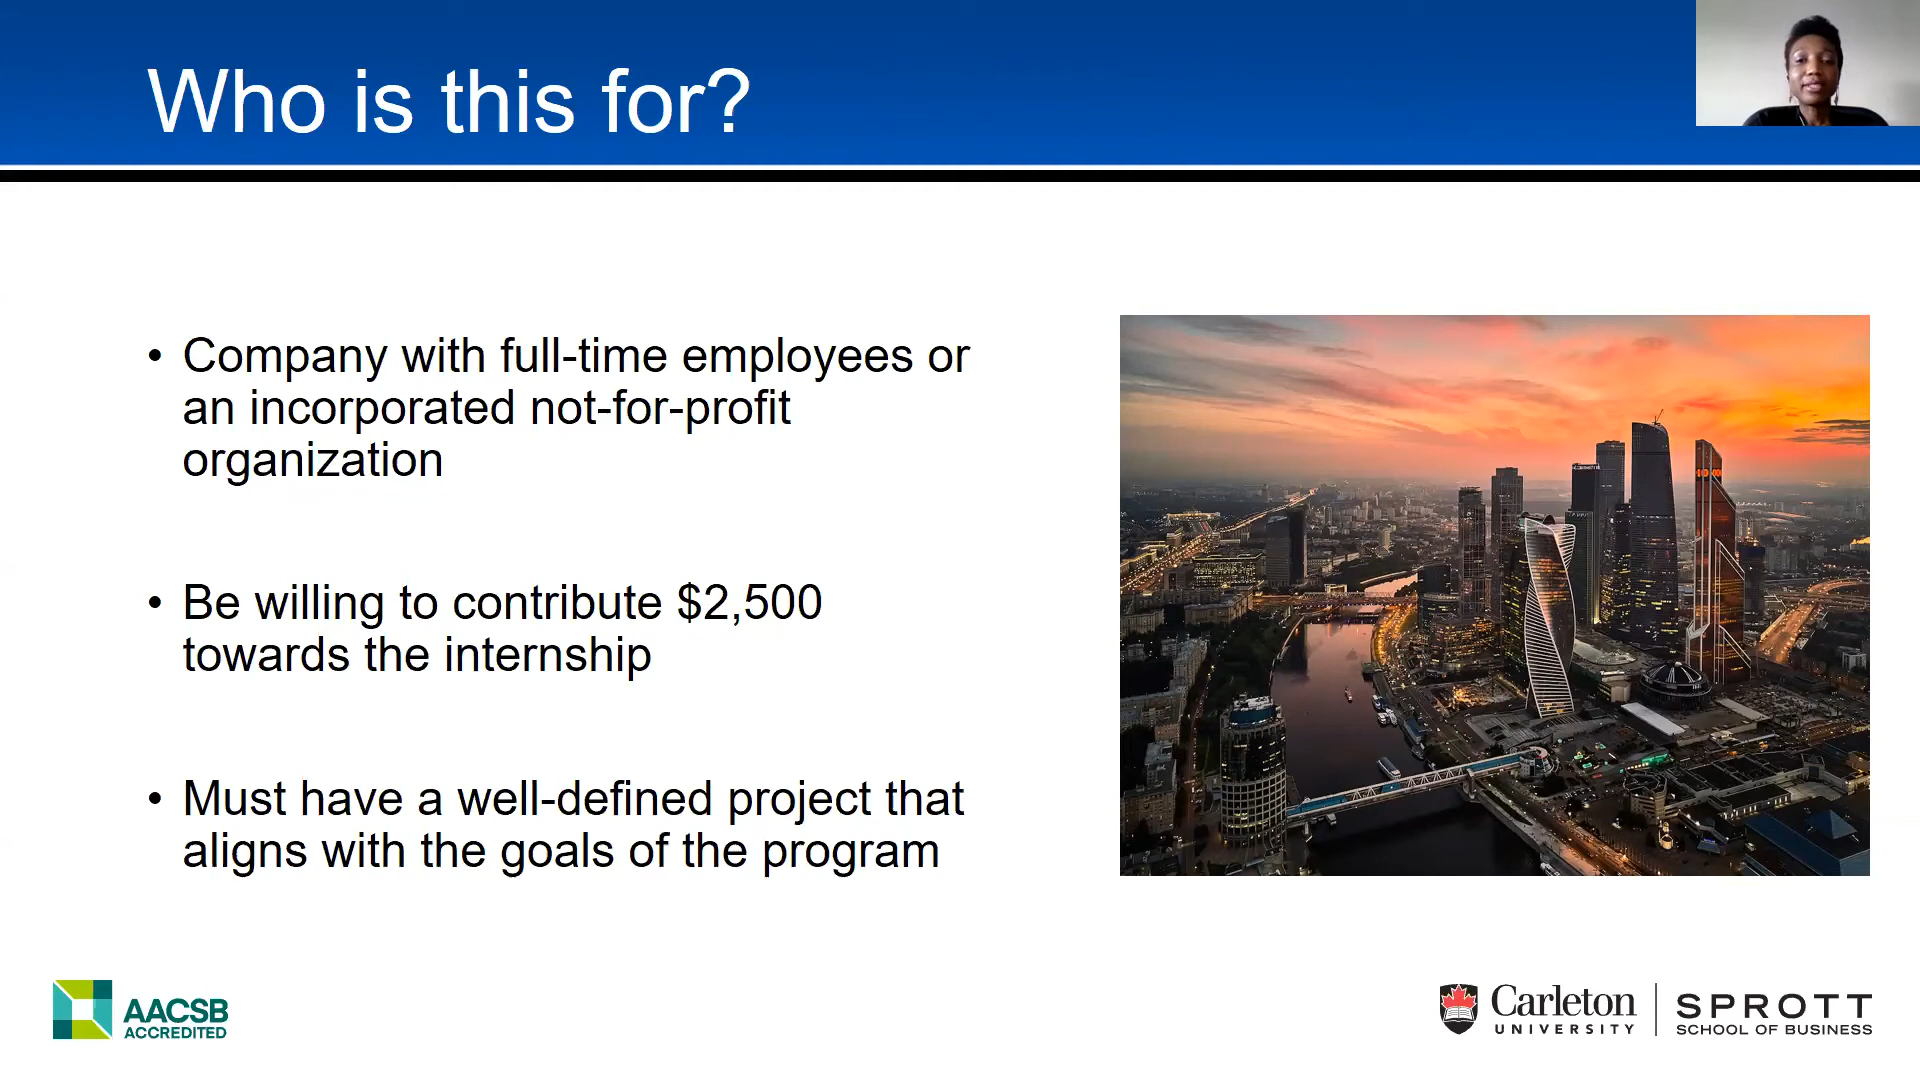 Who is this for?
• Company with full-time employees or
an incorporated not-for-profit
organization
• Be willing to contribute $2,500
towards the internship
• Must have a well-defined project that
aligns with the goals of the program
AACSB
ACCREDITED
Carleton
UNIVERSITY
SPROTT
SCHOOL OF BUSINESS